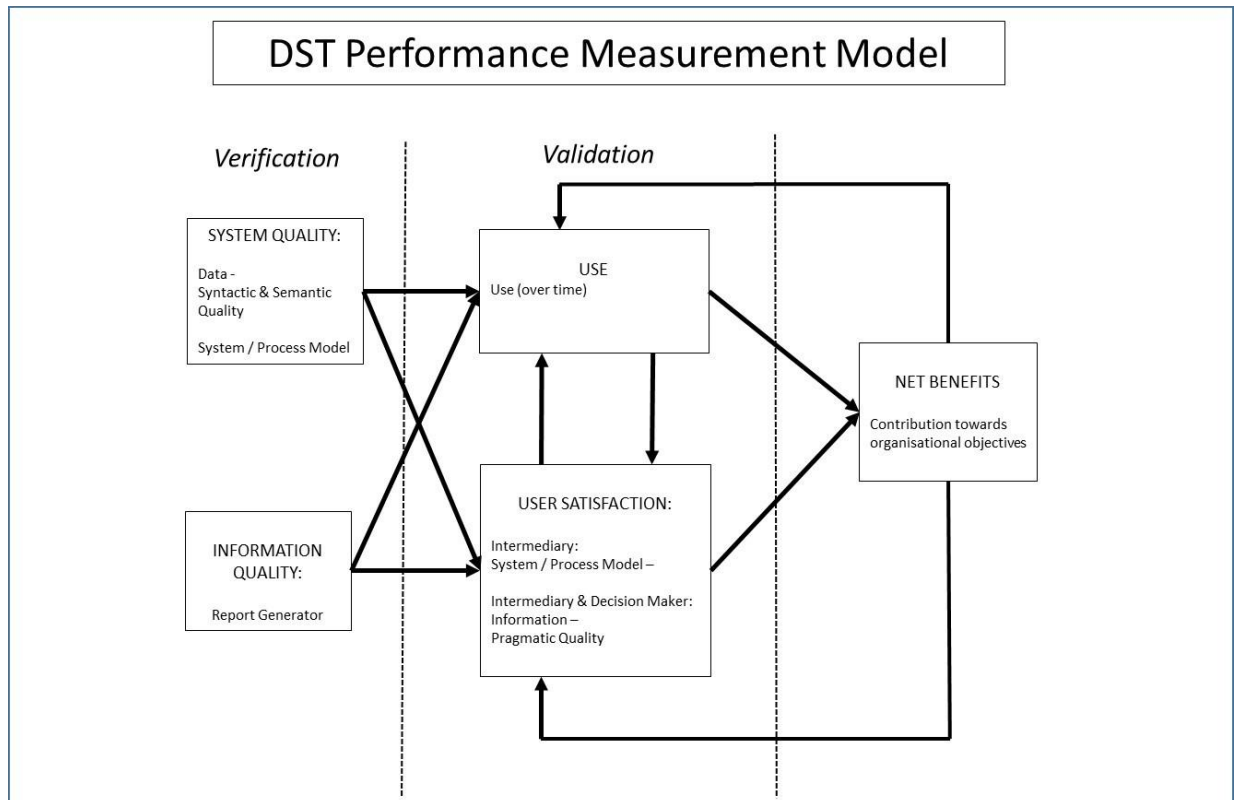 DST Performance Measurement Model
Verification
Validation
SYSTEM QUALITY:
Data -
Syntactic & Semantic
Quality
System / Process Model
USE
Use (over time)
NET BENEFITS
Contribution towards
organisational objectives
USER SATISFACTION:
Intermediary:
System / Process Model –
Intermediary & Decision Maker:
Information –
Pragmatic Quality
INFORMATION
QUALITY:
Report Generator